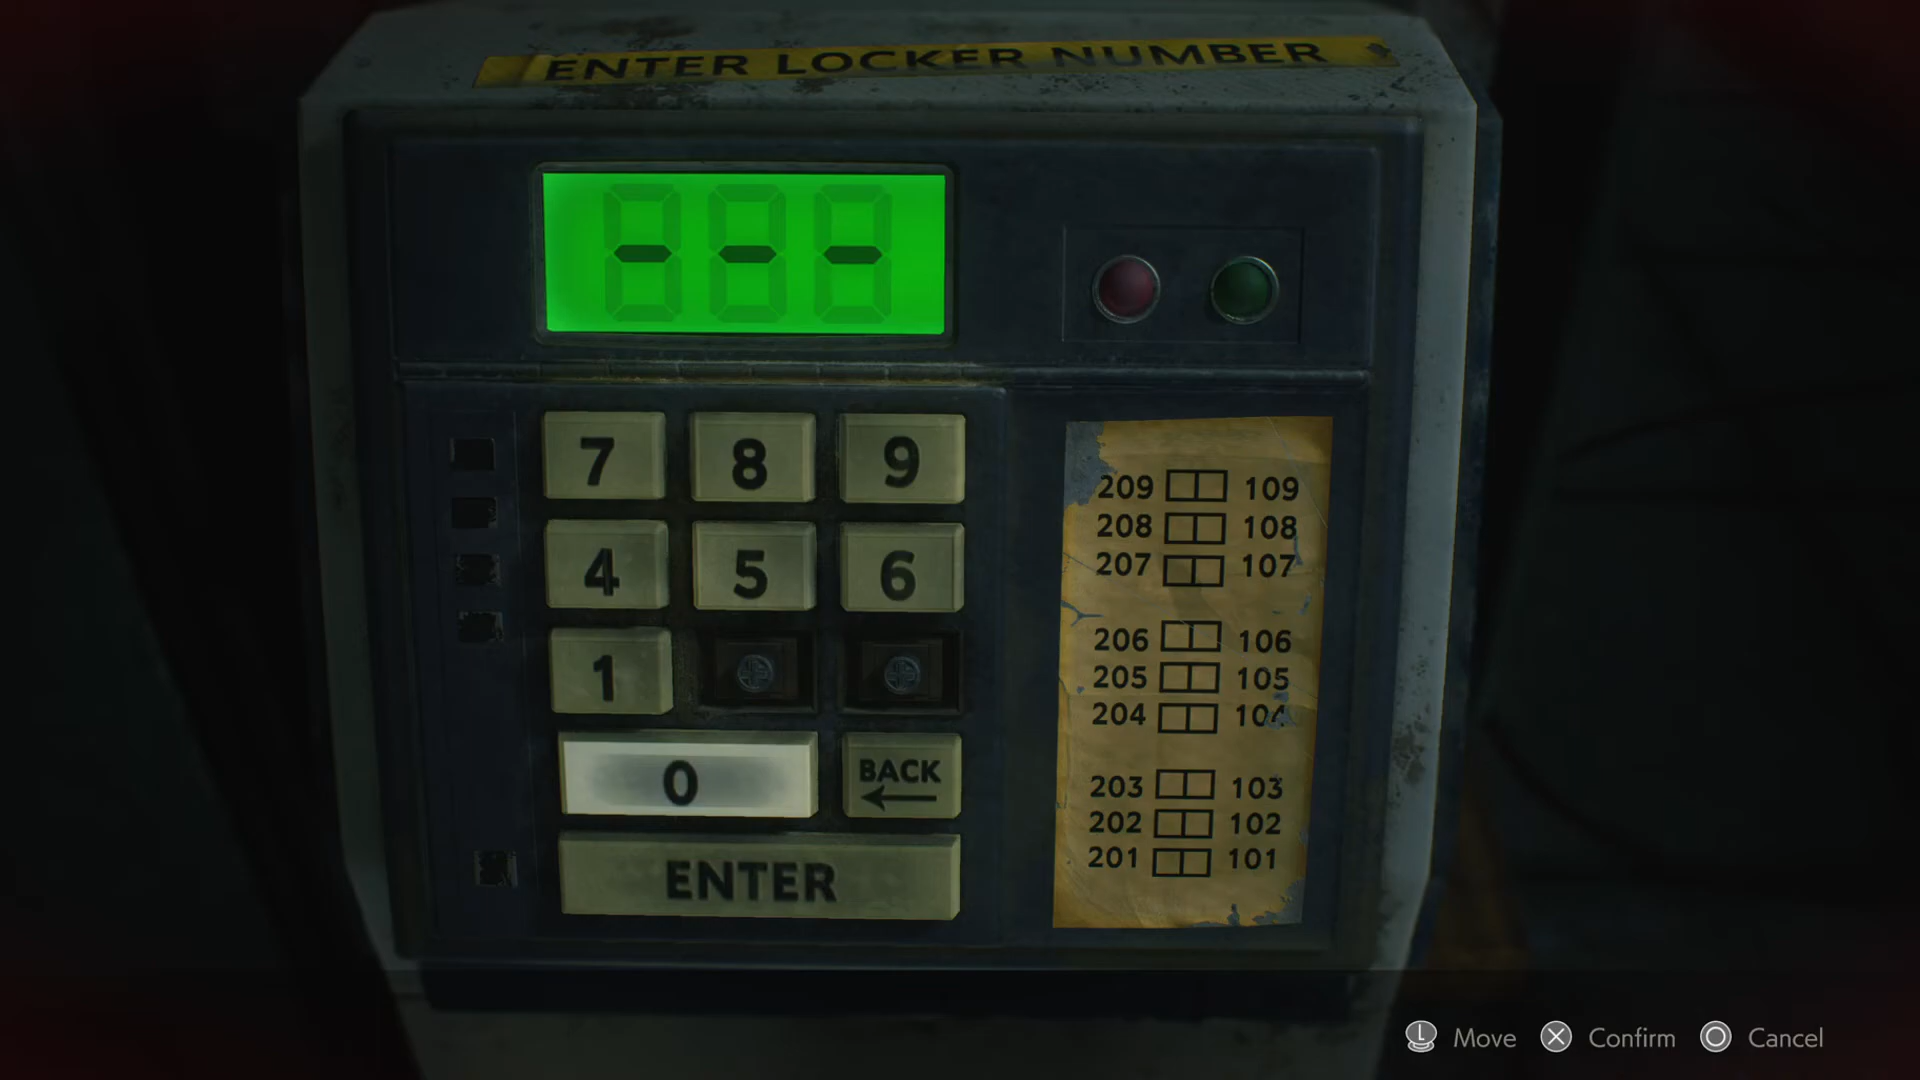 ENTER LOCKER NUMBER
- - -
7 8 9
4 5 6
1
0 BACK
ENTER
209 109
208 108
207 107
206 106
205 105
204 104
203 103
202 102
201 101
L Move Confirm Cancel